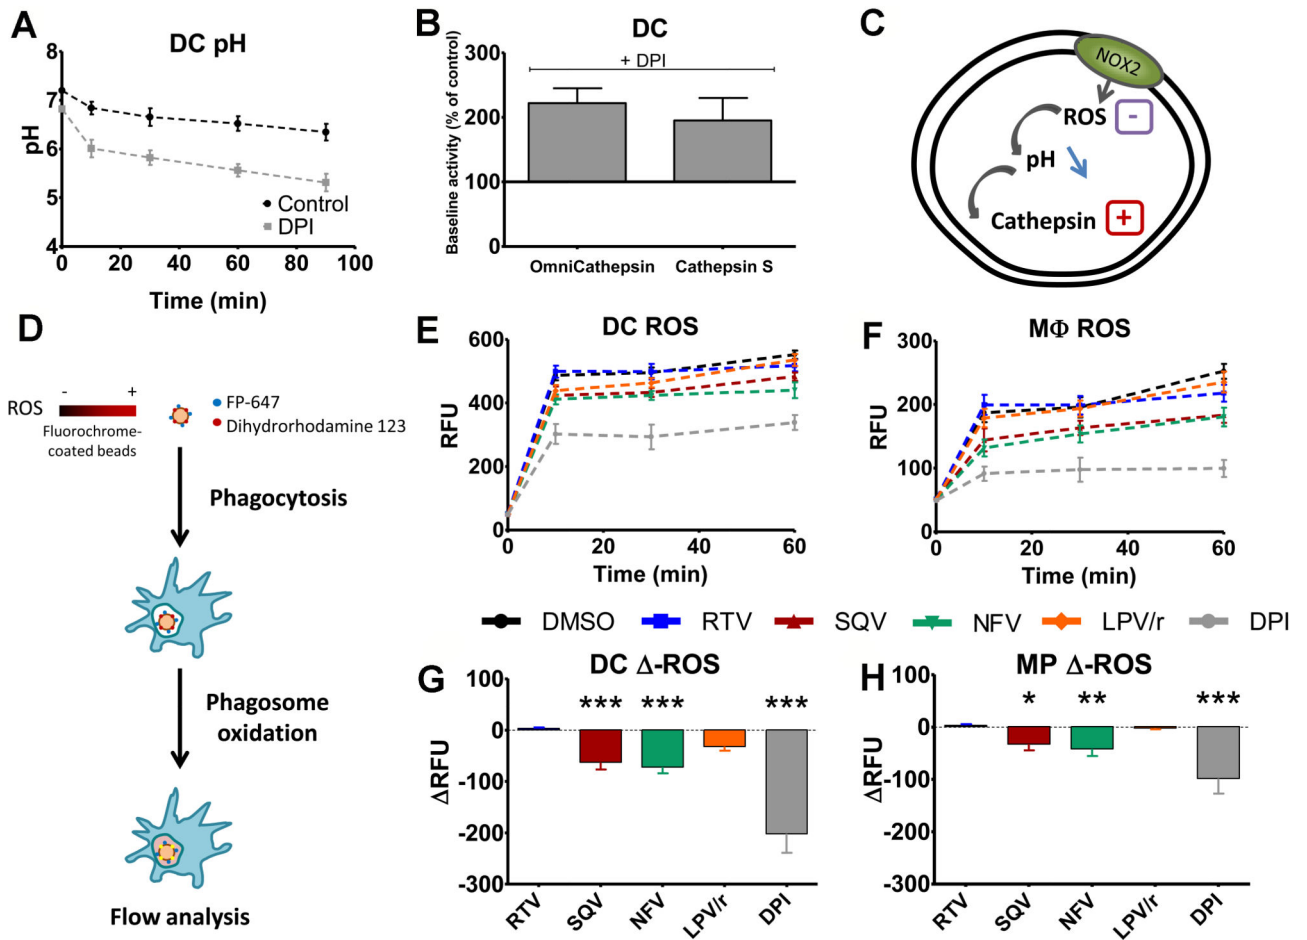 A
DC pH
8
7
6
5
4
pH
0
20
40
60
80
100
Time (min)
Control
DPI
B
DC
300
200
100
0
Baseline activity (% of control)
+ DPI
OmniCathepsin
Cathepsin S
C
NOX2
ROS
-
pH
Cathepsin
+
D
- +
ROS
Fluorochrome-
coated beads
FP-647
Dihydrorhodamine 123
Phagocytosis
Phagosome
oxidation
Flow analysis
E
DC ROS
600
400
200
0
RFU
0
20
40
60
Time (min)
F
MΦ ROS
300
200
100
0
RFU
0
20
40
60
Time (min)
DMSO
RTV
SQV
NFV
LPV/r
DPI
G
DC Δ-ROS
100
0
-100
-200
-300
ΔRFU
***
***
***
RTV
SQV
NFV
LPV/r
DPI
H
MP Δ-ROS
100
0
-100
-200
-300
ΔRFU
*
**
***
RTV
SQV
NFV
LPV/r
DPI